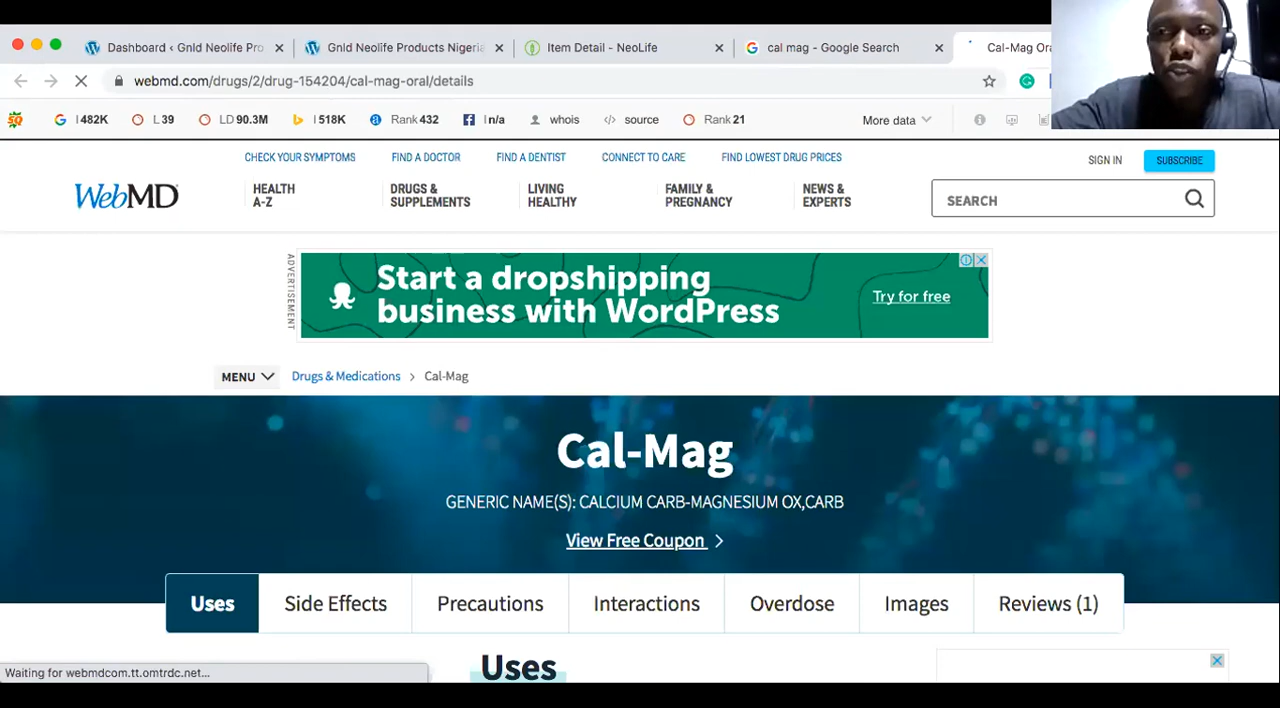 Dashboard ‹ Gnld Neolife Pro
Gnld Neolife Products Nigeria
Item Detail - NeoLife
cal mag - Google Search
Cal-Mag Ora
webmd.com/drugs/2/drug-154204/cal-mag-oral/details
SQ
I 482K
L 39
LD 90.3M
I 518K
Rank 432
I n/a
whois
source
Rank 21
More data
CHECK YOUR SYMPTOMS
FIND A DOCTOR
FIND A DENTIST
CONNECT TO CARE
FIND LOWEST DRUG PRICES
SIGN IN
SUBSCRIBE
WebMD
HEALTH
A-Z
DRUGS &
SUPPLEMENTS
LIVING
HEALTHY
FAMILY &
PREGNANCY
NEWS &
EXPERTS
SEARCH
ADVERTISEMENT
Start a dropshipping
business with WordPress
Try for free
MENU
Drugs & Medications > Cal-Mag
Cal-Mag
GENERIC NAME(S): CALCIUM CARB-MAGNESIUM OX,CARB
View Free Coupon >
Uses
Side Effects
Precautions
Interactions
Overdose
Images
Reviews (1)
Uses
Waiting for webmdcom.tt.omtrdc.net...